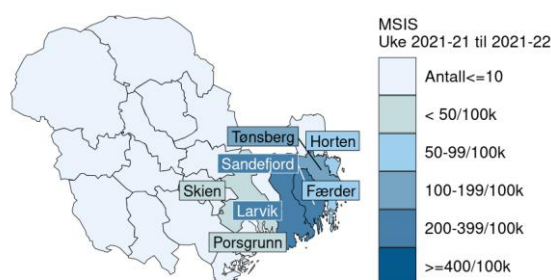 MSIS
Uke 2021-21 til 2021-22
Antall<=10
< 50/100k
50-99/100k
100-199/100k
200-399/100k
>=400/100k
Tønsberg
Horten
Sandefjord
Skien
Færder
Larvik
Porsgrunn